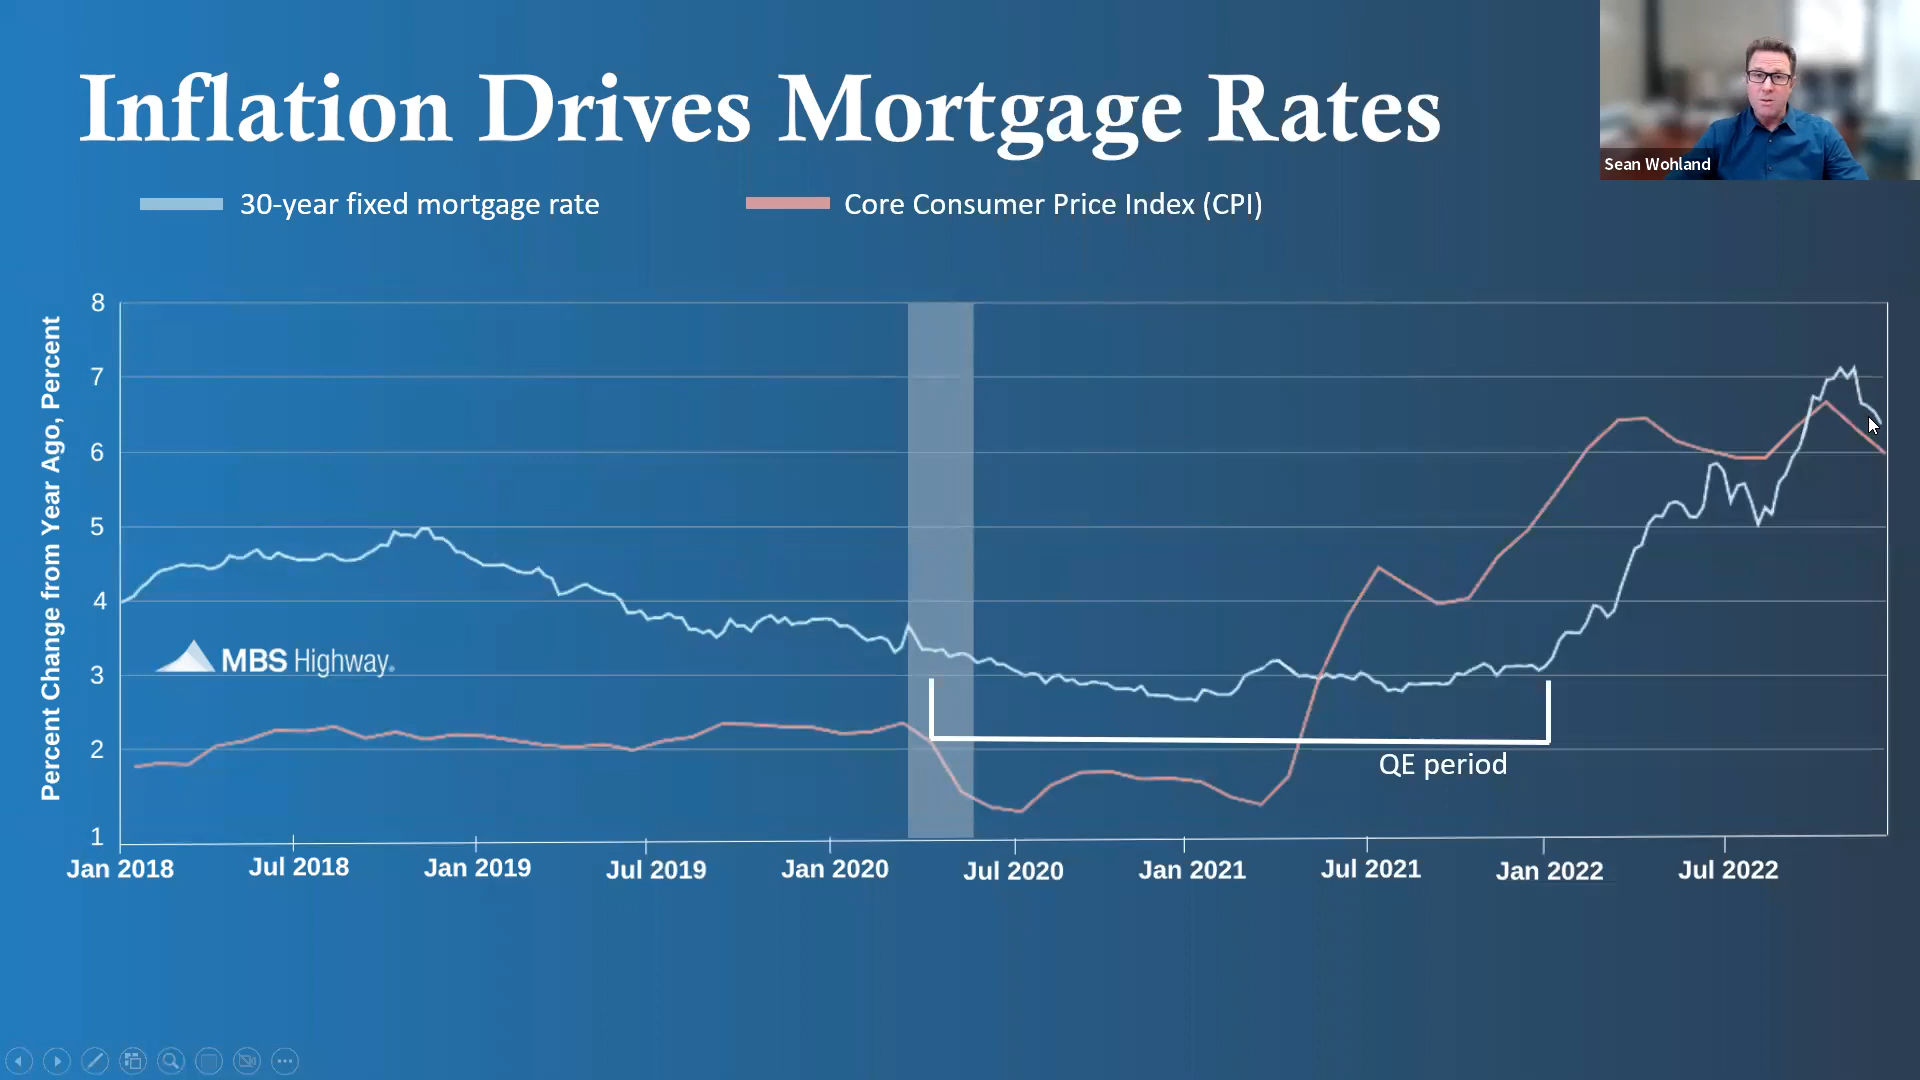 Inflation Drives Mortgage Rates
Sean Wohland
30-year fixed mortgage rate
Core Consumer Price Index (CPI)
Percent Change from Year Ago, Percent
8
7
6
5
4
3
2
1
MBS Highway®
QE period
Jan 2018
Jul 2018
Jan 2019
Jul 2019
Jan 2020
Jul 2020
Jan 2021
Jul 2021
Jan 2022
Jul 2022